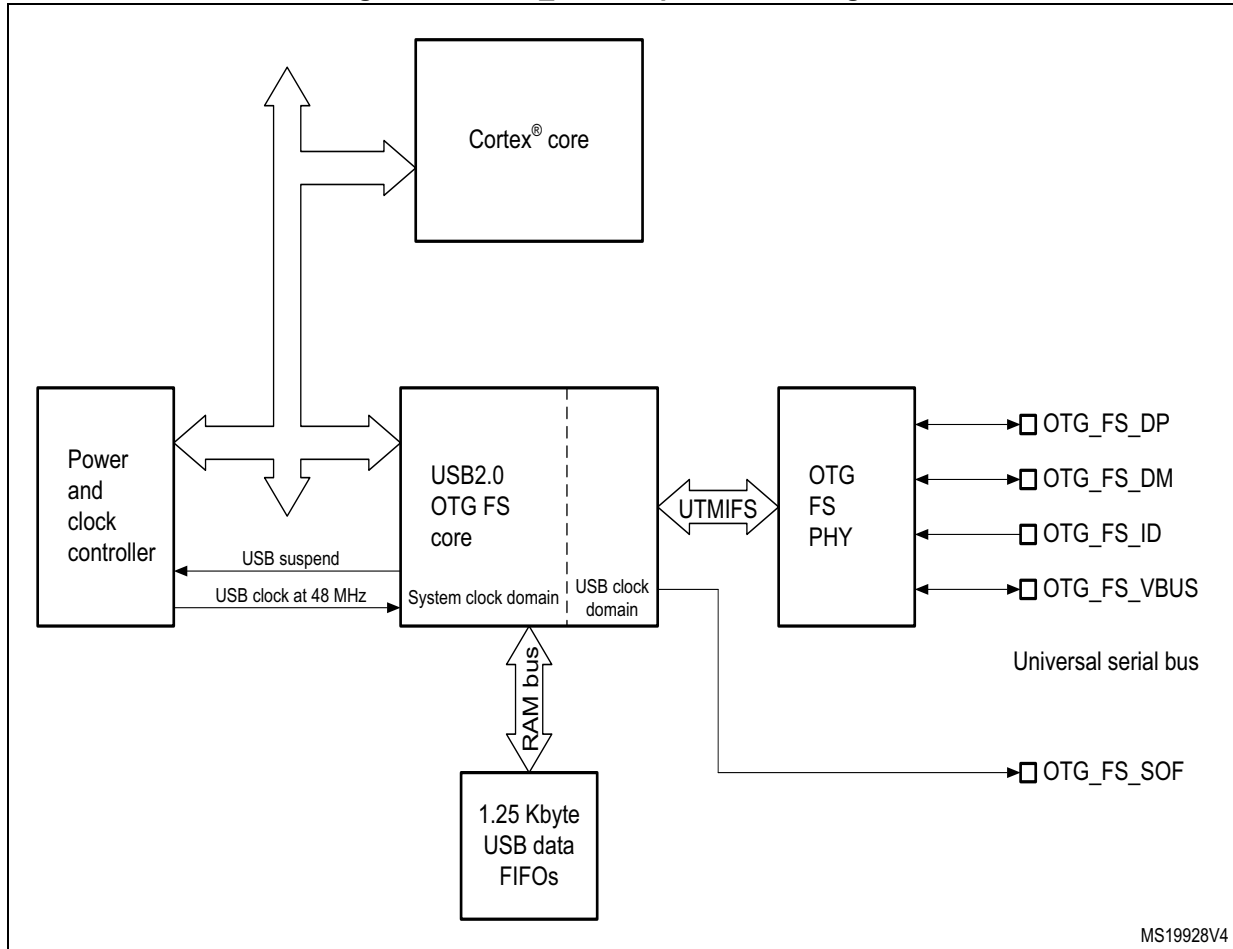 Cortex® core
Power
and
clock
controller
USB2.0
OTG FS
core
UTMIFS
OTG
FS
PHY
OTG_FS_DP
OTG_FS_DM
OTG_FS_ID
OTG_FS_VBUS
USB suspend
USB clock at 48 MHz
System clock domain
USB clock
domain
Universal serial bus
RAM bus
OTG_FS_SOF
1.25 Kbyte
USB data
FIFOs
MS19928V4